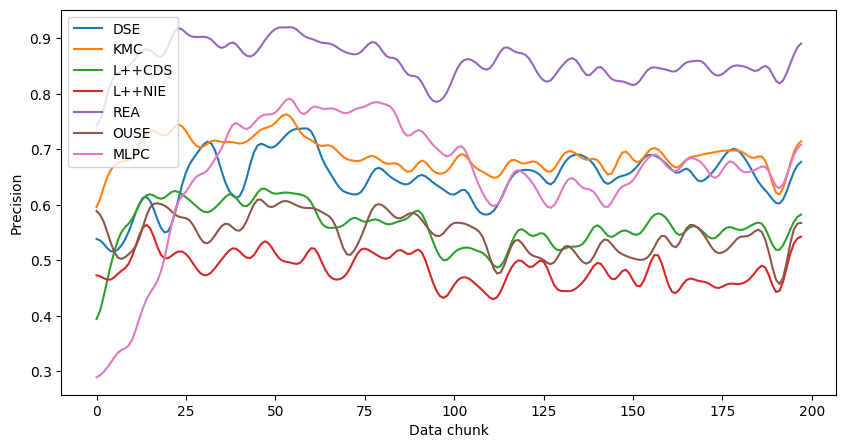 DSE
KMC
L++CDS
L++NIE
REA
OUSE
MLPC
Precision
0.9
0.8
0.7
0.6
0.5
0.4
0.3
0 25 50 75 100 125 150 175 200
Data chunk